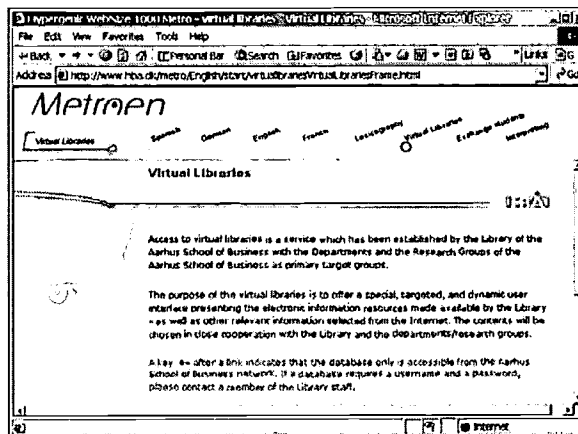 Hypergenic WebSite 1000 Metro - Virtual libraries - Virtual Libraries - Microsoft Internet Explorer
File Edit View Favorites Tools Help
Back Personal Bar Search Favorites Links
Address http://www.hba.dk/metro/English/start/virtuallibraries/VirtualLibrariesFrame.html Go
Metroen
Virtual Libraries Spanish German English French Lexicography Virtual Libraries Exchange students Interpreting
Virtual Libraries
Access to virtual libraries is a service which has been established by the Library of the
Aarhus School of Business with the Departments and the Research Groups of the
Aarhus School of Business as primary target groups.
The purpose of the virtual libraries is to offer a special, targeted, and dynamic user
interface presenting the electronic information resources made available by the Library
- as well as other relevant information selected from the Internet. The contents will be
chosen in close cooperation with the Library and the departments/research groups.
A key after a link indicates that the database only is accessible from the Aarhus
School of Business network. If a database requires a username and a password,
please contact a member of the Library staff.
Internet